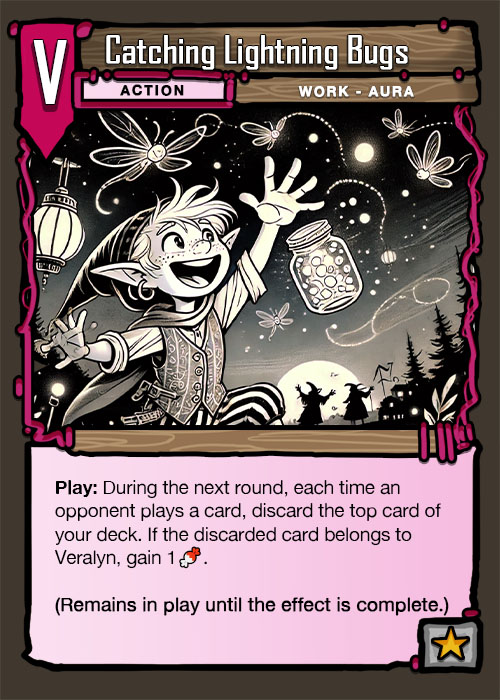 V
Catching Lightning Bugs
ACTION
WORK - AURA
Play: During the next round, each time an
opponent plays a card, discard the top card of
your deck. If the discarded card belongs to
Veralyn, gain 1 .
(Remains in play until the effect is complete.)